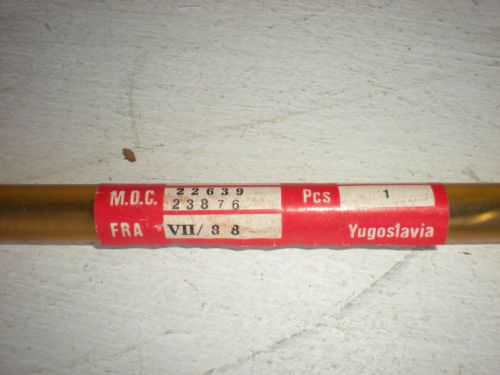 M.D.C. 22639 Pcs 1
23876
FRA VII/ 88 Yugoslavia